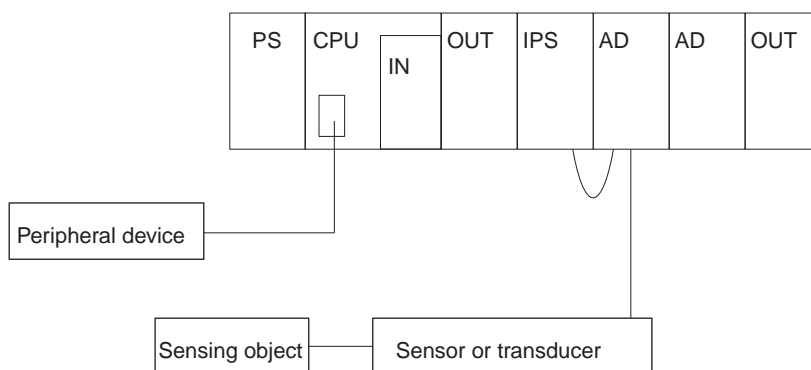 PS CPU IN OUT IPS AD AD OUT
Peripheral device
Sensing object Sensor or transducer